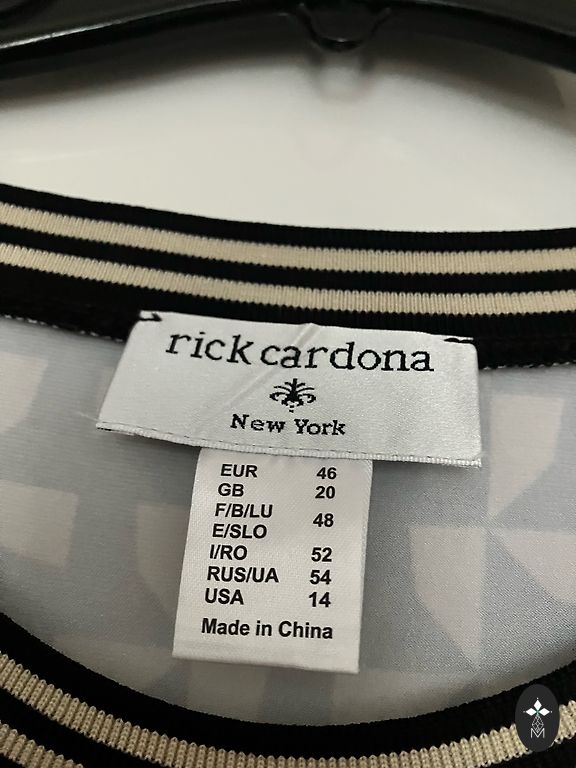 rick cardona
New York
EUR 46
GB 20
F/B/LU
E/SLO 48
I/RO 52
RUS/UA 54
USA 14
Made in China